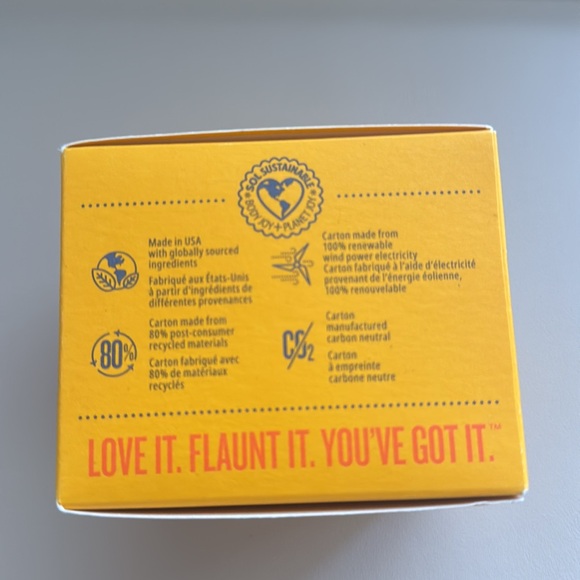 SOL SUSTAINABLE
BODY JOY + PLANET JOY
Made in USA
with globally sourced
ingredients
Fabriqué aux États-Unis
à partir d'ingrédients de
différentes provenances
Carton made from
100% renewable
wind power electricity
Carton fabriqué à l'aide d'électricité
provenant de l'énergie éolienne,
100% renouvelable
80%
Carton made from
80% post-consumer
recycled materials
Carton fabriqué avec
80% de matériaux
recyclés
CO2
Carton
manufactured
carbon neutral
Carton
à empreinte
carbone neutre
LOVE IT. FLAUNT IT. YOU'VE GOT IT.™